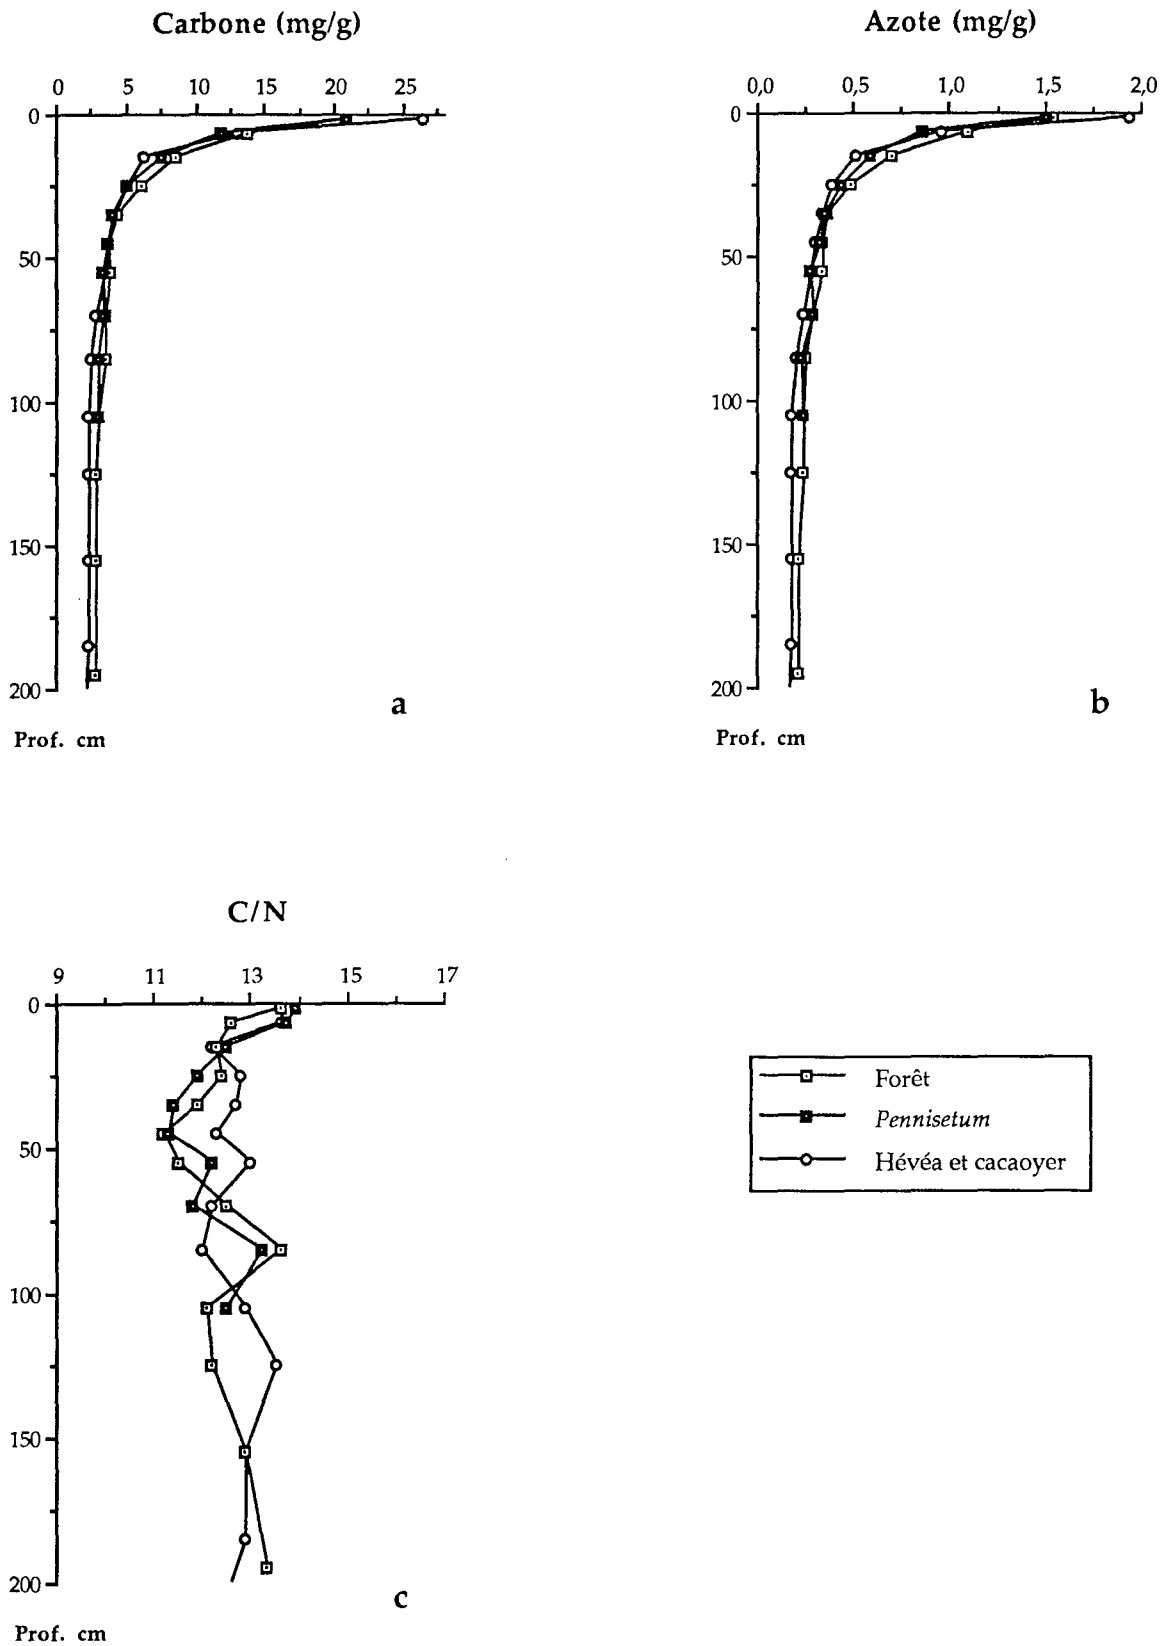 Carbone (mg/g)
0 5 10 15 20 25
0
50
100
150
200
a
Prof. cm
Azote (mg/g)
0,0 0,5 1,0 1,5 2,0
0
50
100
150
200
b
Prof. cm
C/N
9 11 13 15 17
0
50
100
150
200
c
Prof. cm
Forêt
Pennisetum
Hévéa et cacaoyer